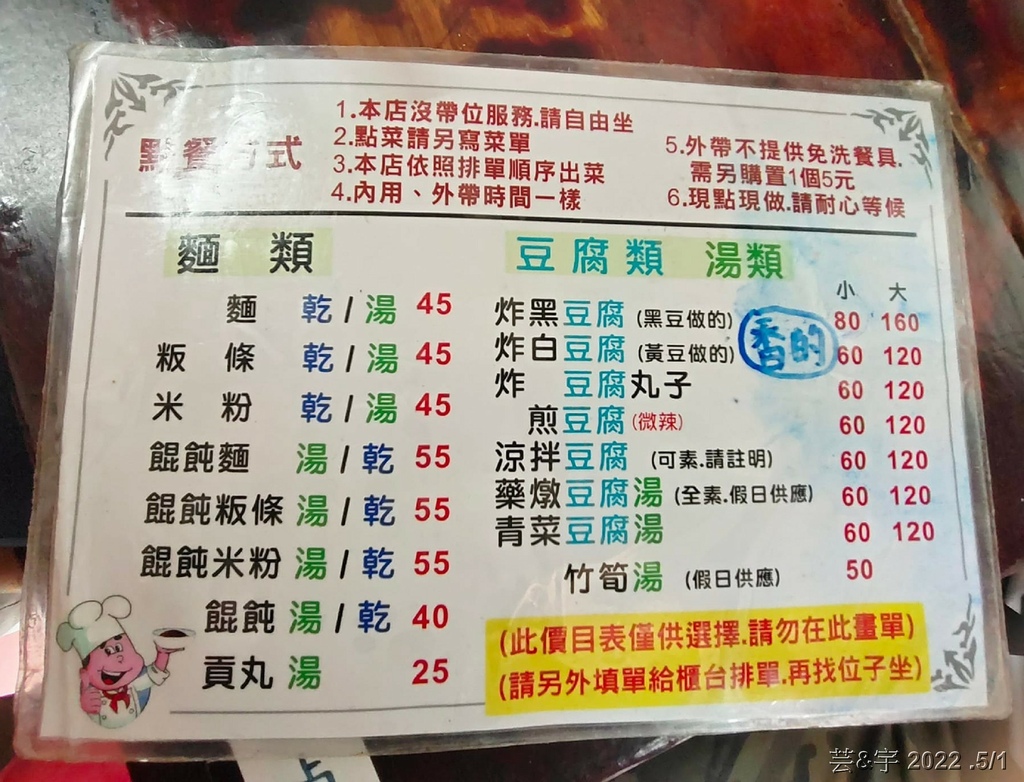 點餐方式
1.本店沒帶位服務.請自由坐
2.點菜請另寫菜單
3.本店依照排單順序出菜
4.內用、外帶時間一樣
5.外帶不提供免洗餐具.
需另購置1個5元
6.現點現做.請耐心等候
麵 類
麵 乾/湯 45
粄 條 乾/湯 45
米 粉 乾/湯 45
餛飩麵 湯/乾 55
餛飩粄條 湯/乾 55
餛飩米粉 湯/乾 55
餛飩 湯/乾 40
貢丸 湯 25
豆腐類 湯類
小 大
炸黑豆腐 (黑豆做的) 80 160
炸白豆腐 (黃豆做的) 60 120
香的
炸 豆腐丸子 60 120
煎豆腐 (微辣) 60 120
涼拌豆腐 (可素.請註明) 60 120
藥燉豆腐湯 (全素.假日供應) 60 120
青菜豆腐湯 60 120
竹筍湯 (假日供應) 50
(此價目表僅供選擇.請勿在此畫單)
(請另外填單給櫃台排單.再找位子坐)
芸&宇 2022 .5/1